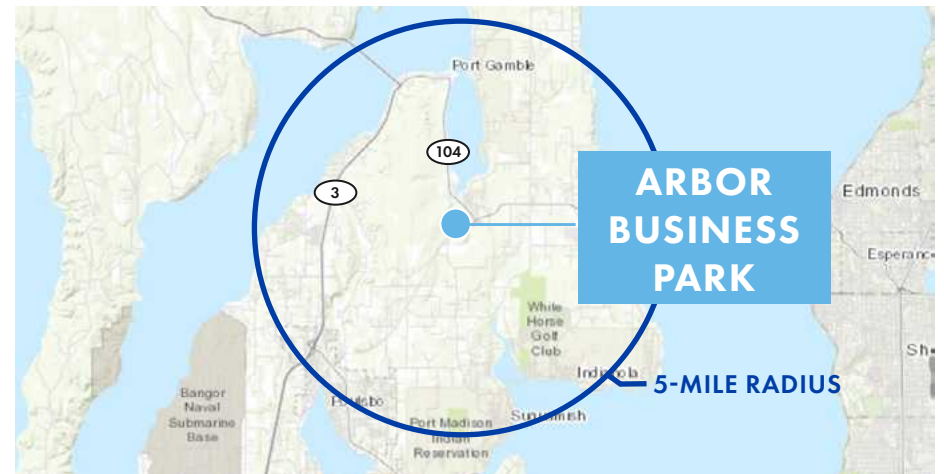 Port Gamble
104
3
ARBOR
BUSINESS
PARK
Edmonds
White
Horse
Golf
Club
5-MILE RADIUS
Bangor
Naval
Submarine
Base
Poulsbo
Port Madison
Indian
Reservation
Suquamish
Indianola